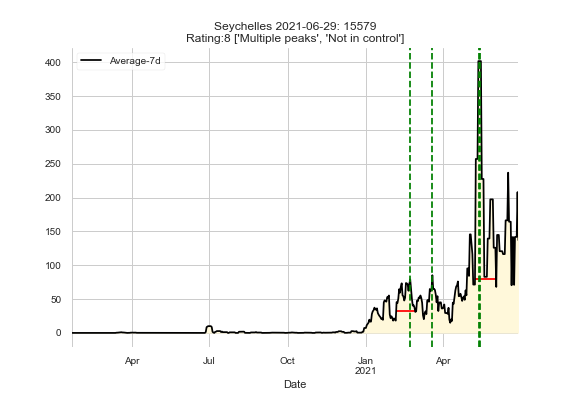 Seychelles 2021-06-29: 15579
Rating:8 ['Multiple peaks', 'Not in control']
Average-7d
400
350
300
250
200
150
100
50
0
Apr
Jul
Oct
Jan
2021
Apr
Date